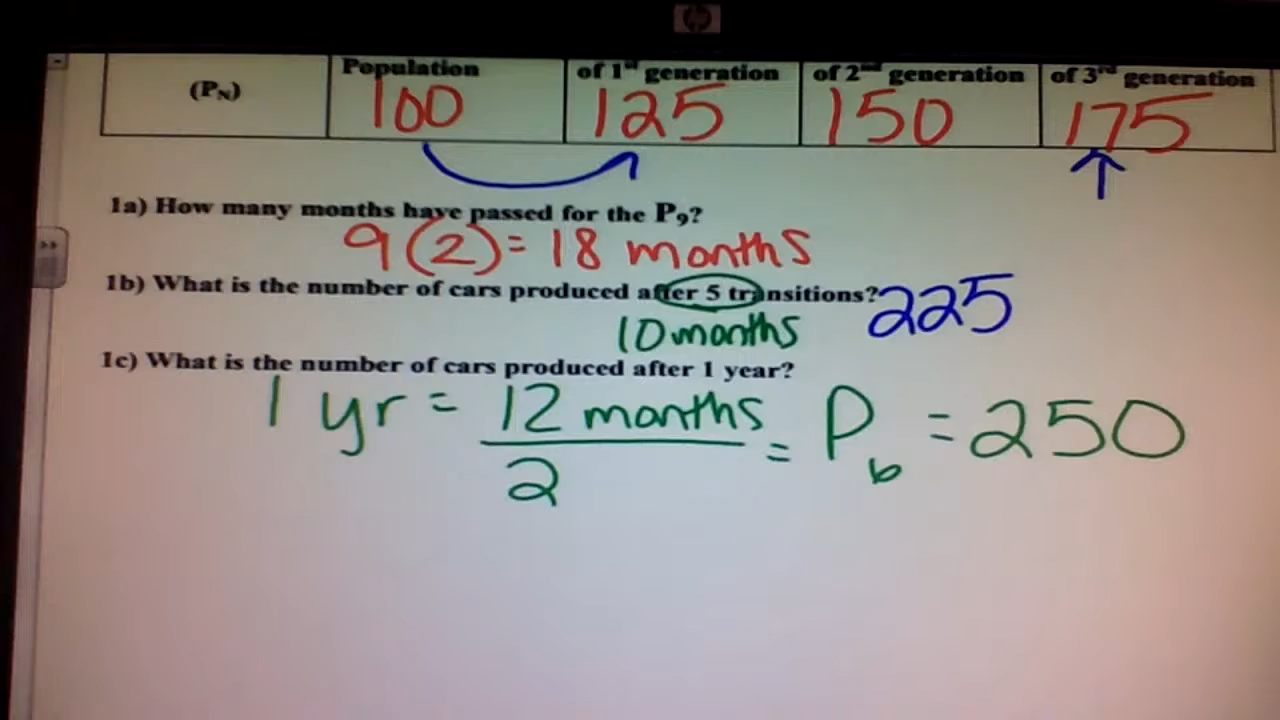 Population of 1st generation of 2nd generation of 3rd generation
(PN) 100 125 150 175
1a) How many months have passed for the P9?
9(2)= 18 months
1b) What is the number of cars produced after 5 transitions? 225
10 months
1c) What is the number of cars produced after 1 year?
1 yr = 12 months / 2 = P6 = 250